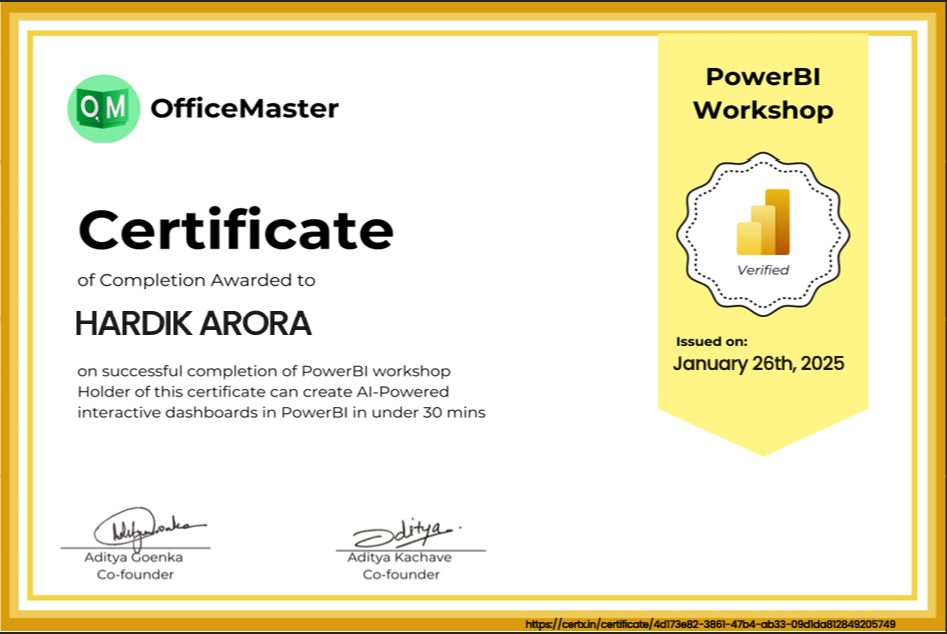 OM
OfficeMaster
PowerBI
Workshop
Verified
Issued on:
January 26th, 2025
Certificate
of Completion Awarded to
HARDIK ARORA
on successful completion of PowerBI workshop
Holder of this certificate can create AI-Powered
interactive dashboards in PowerBI in under 30 mins
Aditya.
Aditya Goenka
Co-founder
Aditya Kachave
Co-founder
https://certx.in/certificate/4d173e82-3861-47b4-ab33-09d1da812849205749